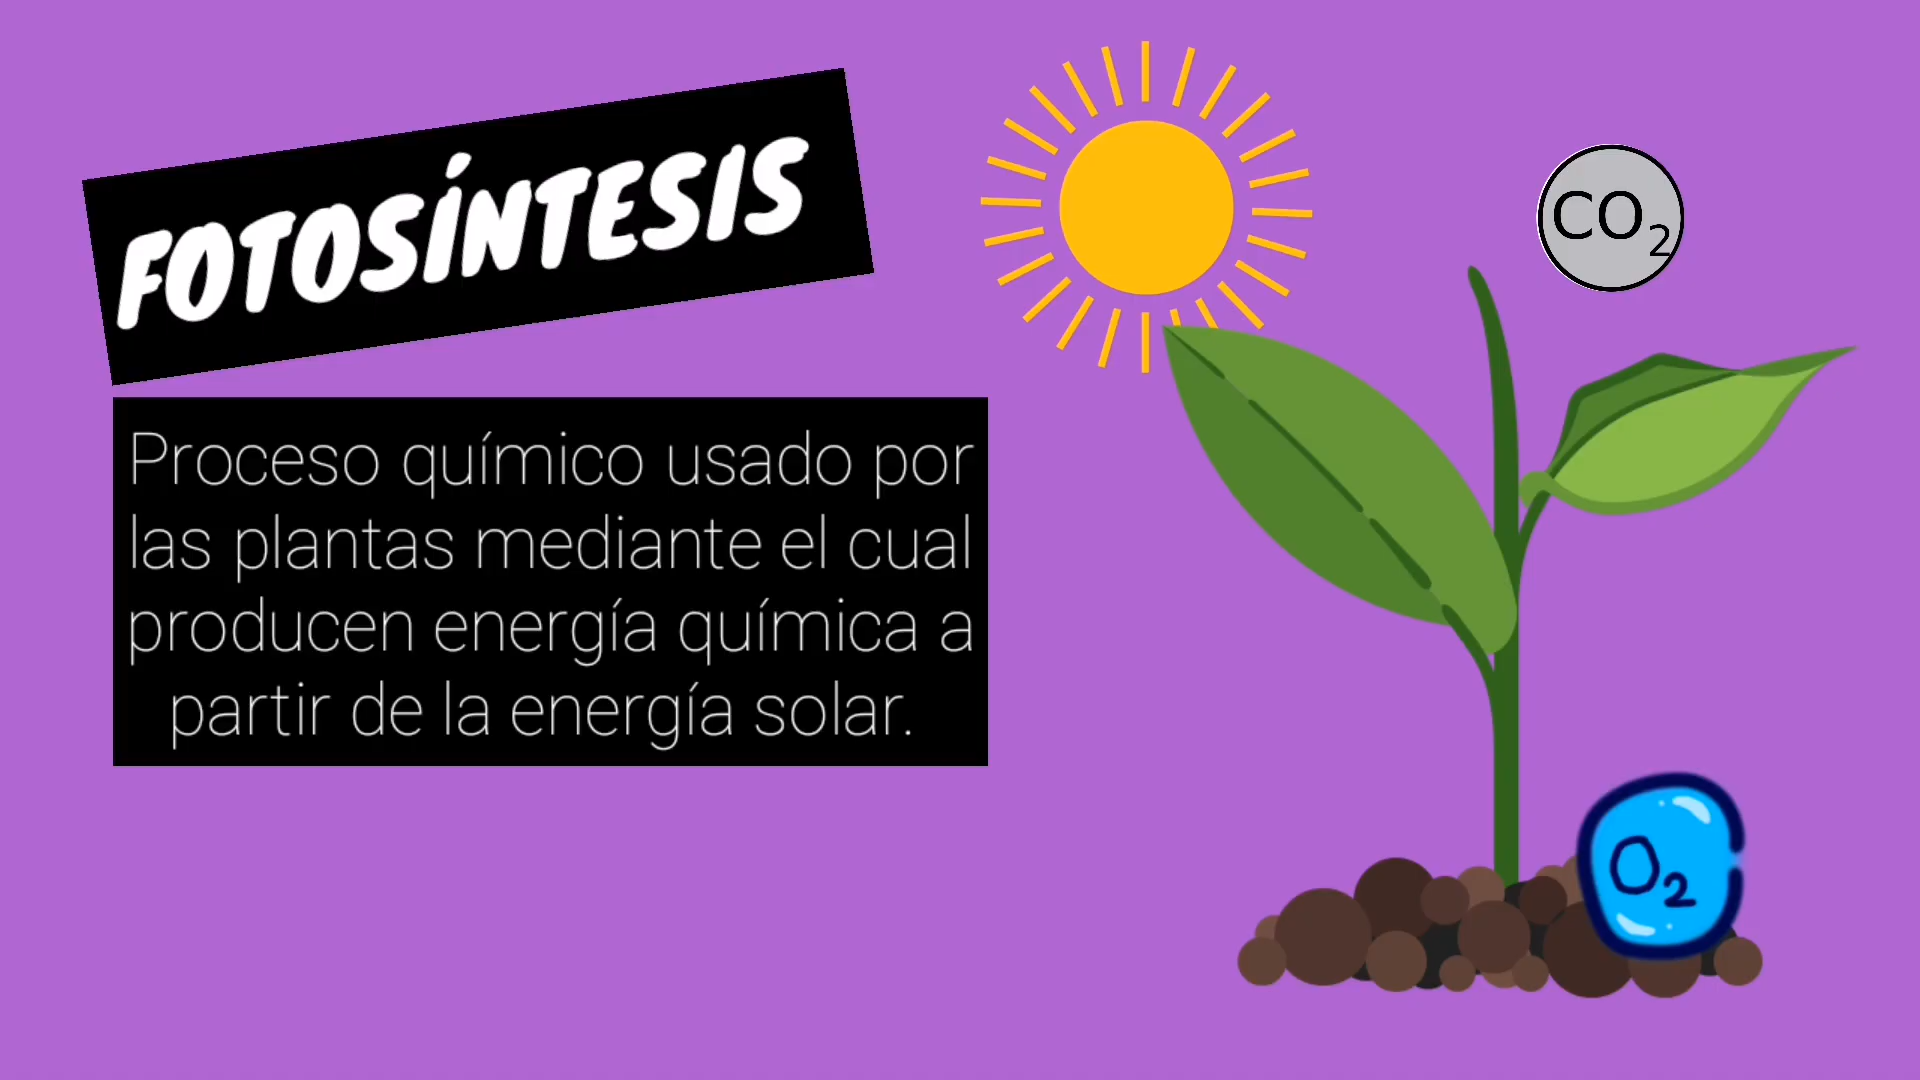 FOTOSÍNTESIS
CO₂
Proceso químico usado por
las plantas mediante el cual
producen energía química a
partir de la energía solar.
O₂